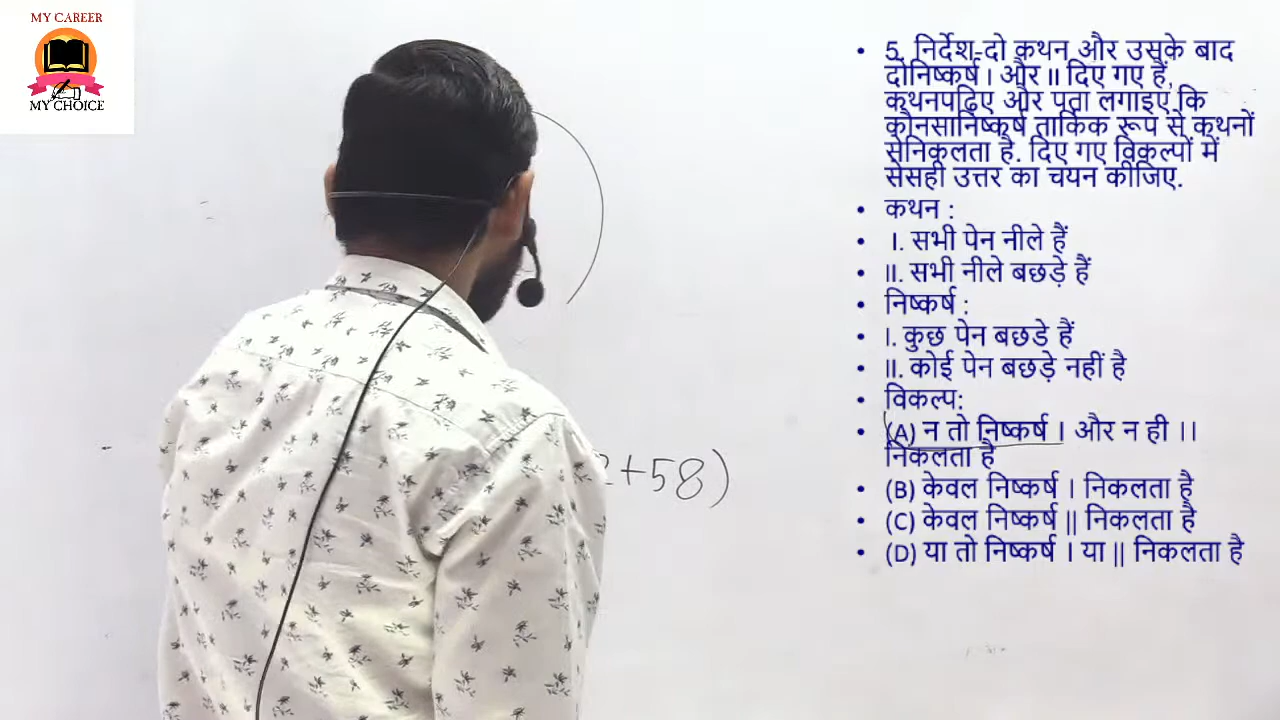 MY CAREER
MY CHOICE
5. निर्देश-दो कथन और उसके बाद
दोनिष्कर्ष । और ॥ दिए गए हैं,
कथनपढ़िए और पता लगाइए कि
कौनसानिष्कर्ष तार्किक रूप से कथनों
सेनिकलता है. दिए गए विकल्पों में
सेसही उत्तर का चयन कीजिए.
कथन :
।. सभी पेन नीले हैं
॥. सभी नीले बछड़े हैं
निष्कर्ष :
।. कुछ पेन बछडे हैं
॥. कोई पेन बछड़े नहीं है
विकल्प:
(A) न तो निष्कर्ष । और न ही ।।
निकलता है
(B) केवल निष्कर्ष । निकलता है
(C) केवल निष्कर्ष || निकलता है
(D) या तो निष्कर्ष । या || निकलता है
2+58)